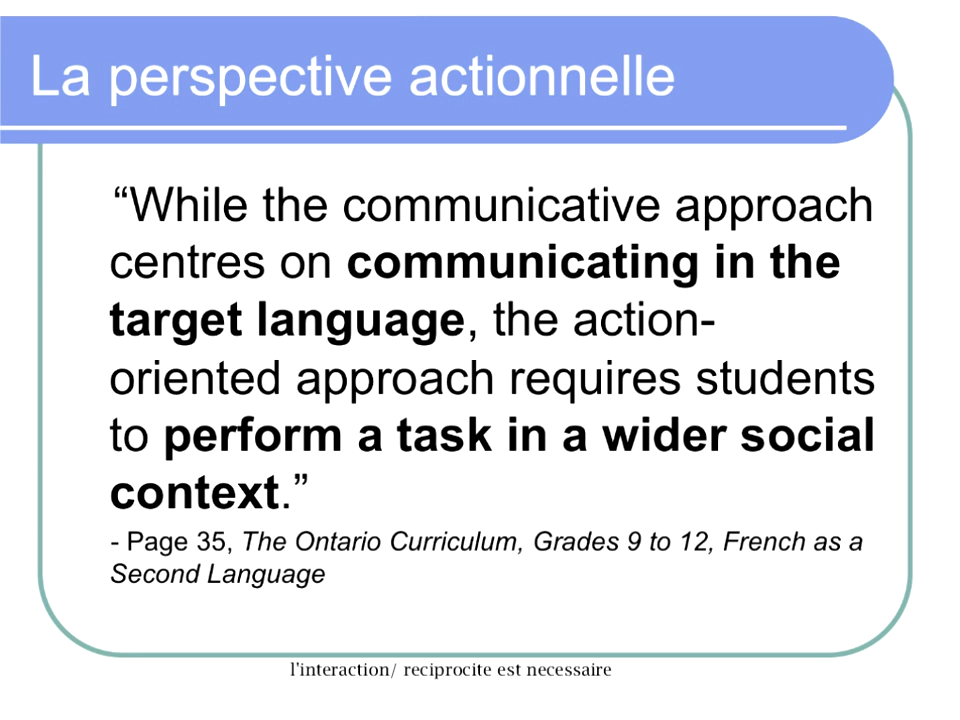 La perspective actionnelle
“While the communicative approach
centres on communicating in the
target language, the action-
oriented approach requires students
to perform a task in a wider social
context.”
- Page 35, The Ontario Curriculum, Grades 9 to 12, French as a
Second Language
l'interaction/ reciprocite est necessaire